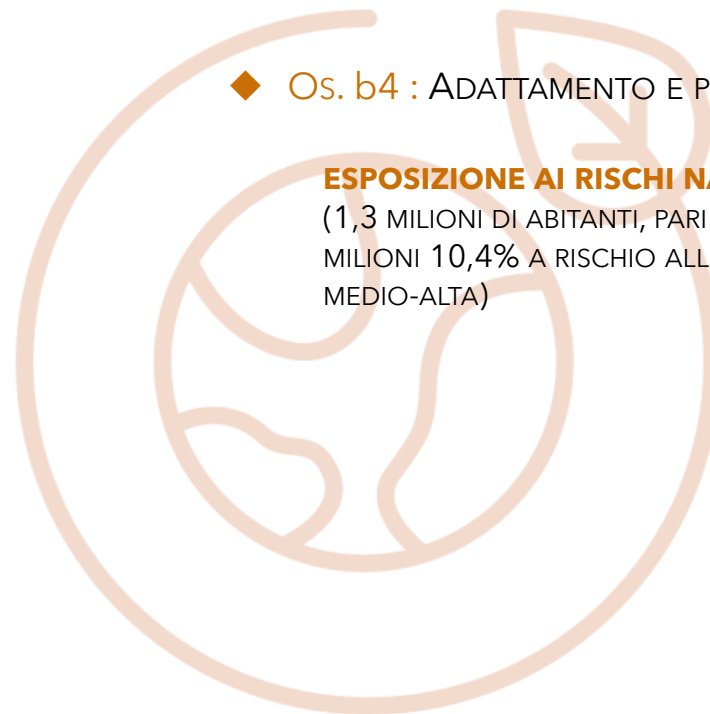 Os. b4 : ADATTAMENTO E P
ESPOSIZIONE AI RISCHI NA
(1,3 MILIONI DI ABITANTI, PARI
MILIONI 10,4% A RISCHIO ALL
MEDIO-ALTA)